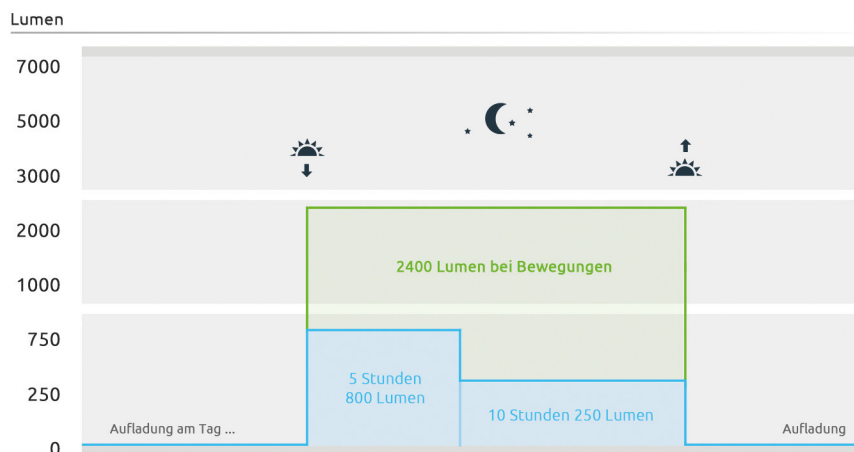 Lumen
7000
5000
3000
2000
1000
750
250
0
2400 Lumen bei Bewegungen
5 Stunden
800 Lumen
10 Stunden 250 Lumen
Aufladung am Tag ...
Aufladung